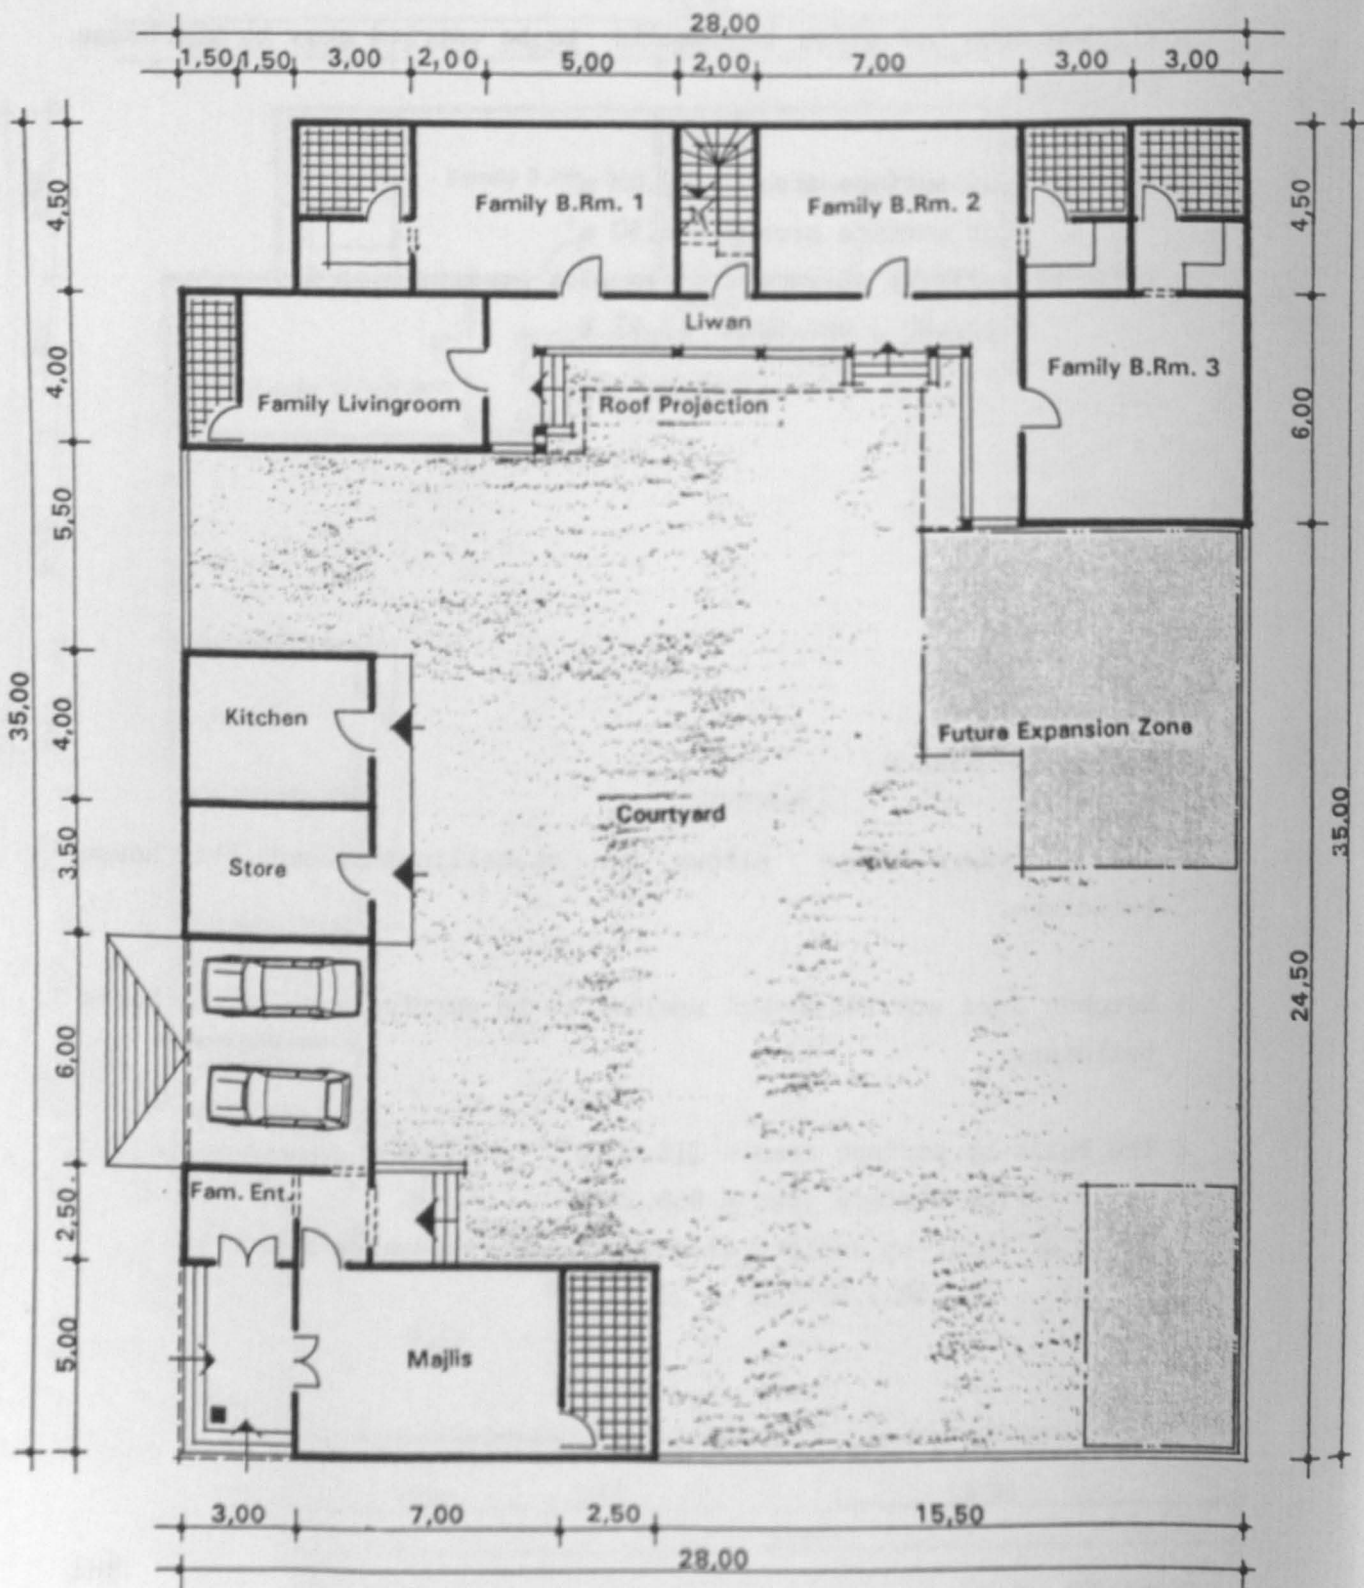 28,00
1,50 1,50 3,00 2,00 5,00 2,00 7,00 3,00 3,00
4,50
Family B.Rm. 1
Family B.Rm. 2
4,50
Liwan
4,00
Family Livingroom
Roof Projection
Family B.Rm. 3
6,00
5,50
35,00
4,00
Kitchen
Future Expansion Zone
Courtyard
35,00
3,50
Store
24,50
6,00
2,50
Fam. Ent.
5,00
Majlis
3,00 7,00 2,50 15,50
28,00